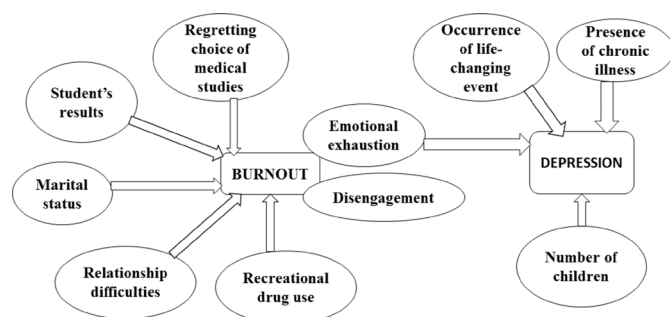 Regretting
choice of
medical
studies
Occurrence
of life-
changing
event
Presence
of chronic
illness
Student's
results
Emotional
exhaustion
BURNOUT
DEPRESSION
Marital
status
Disengagement
Relationship
difficulties
Recreational
drug use
Number of
children